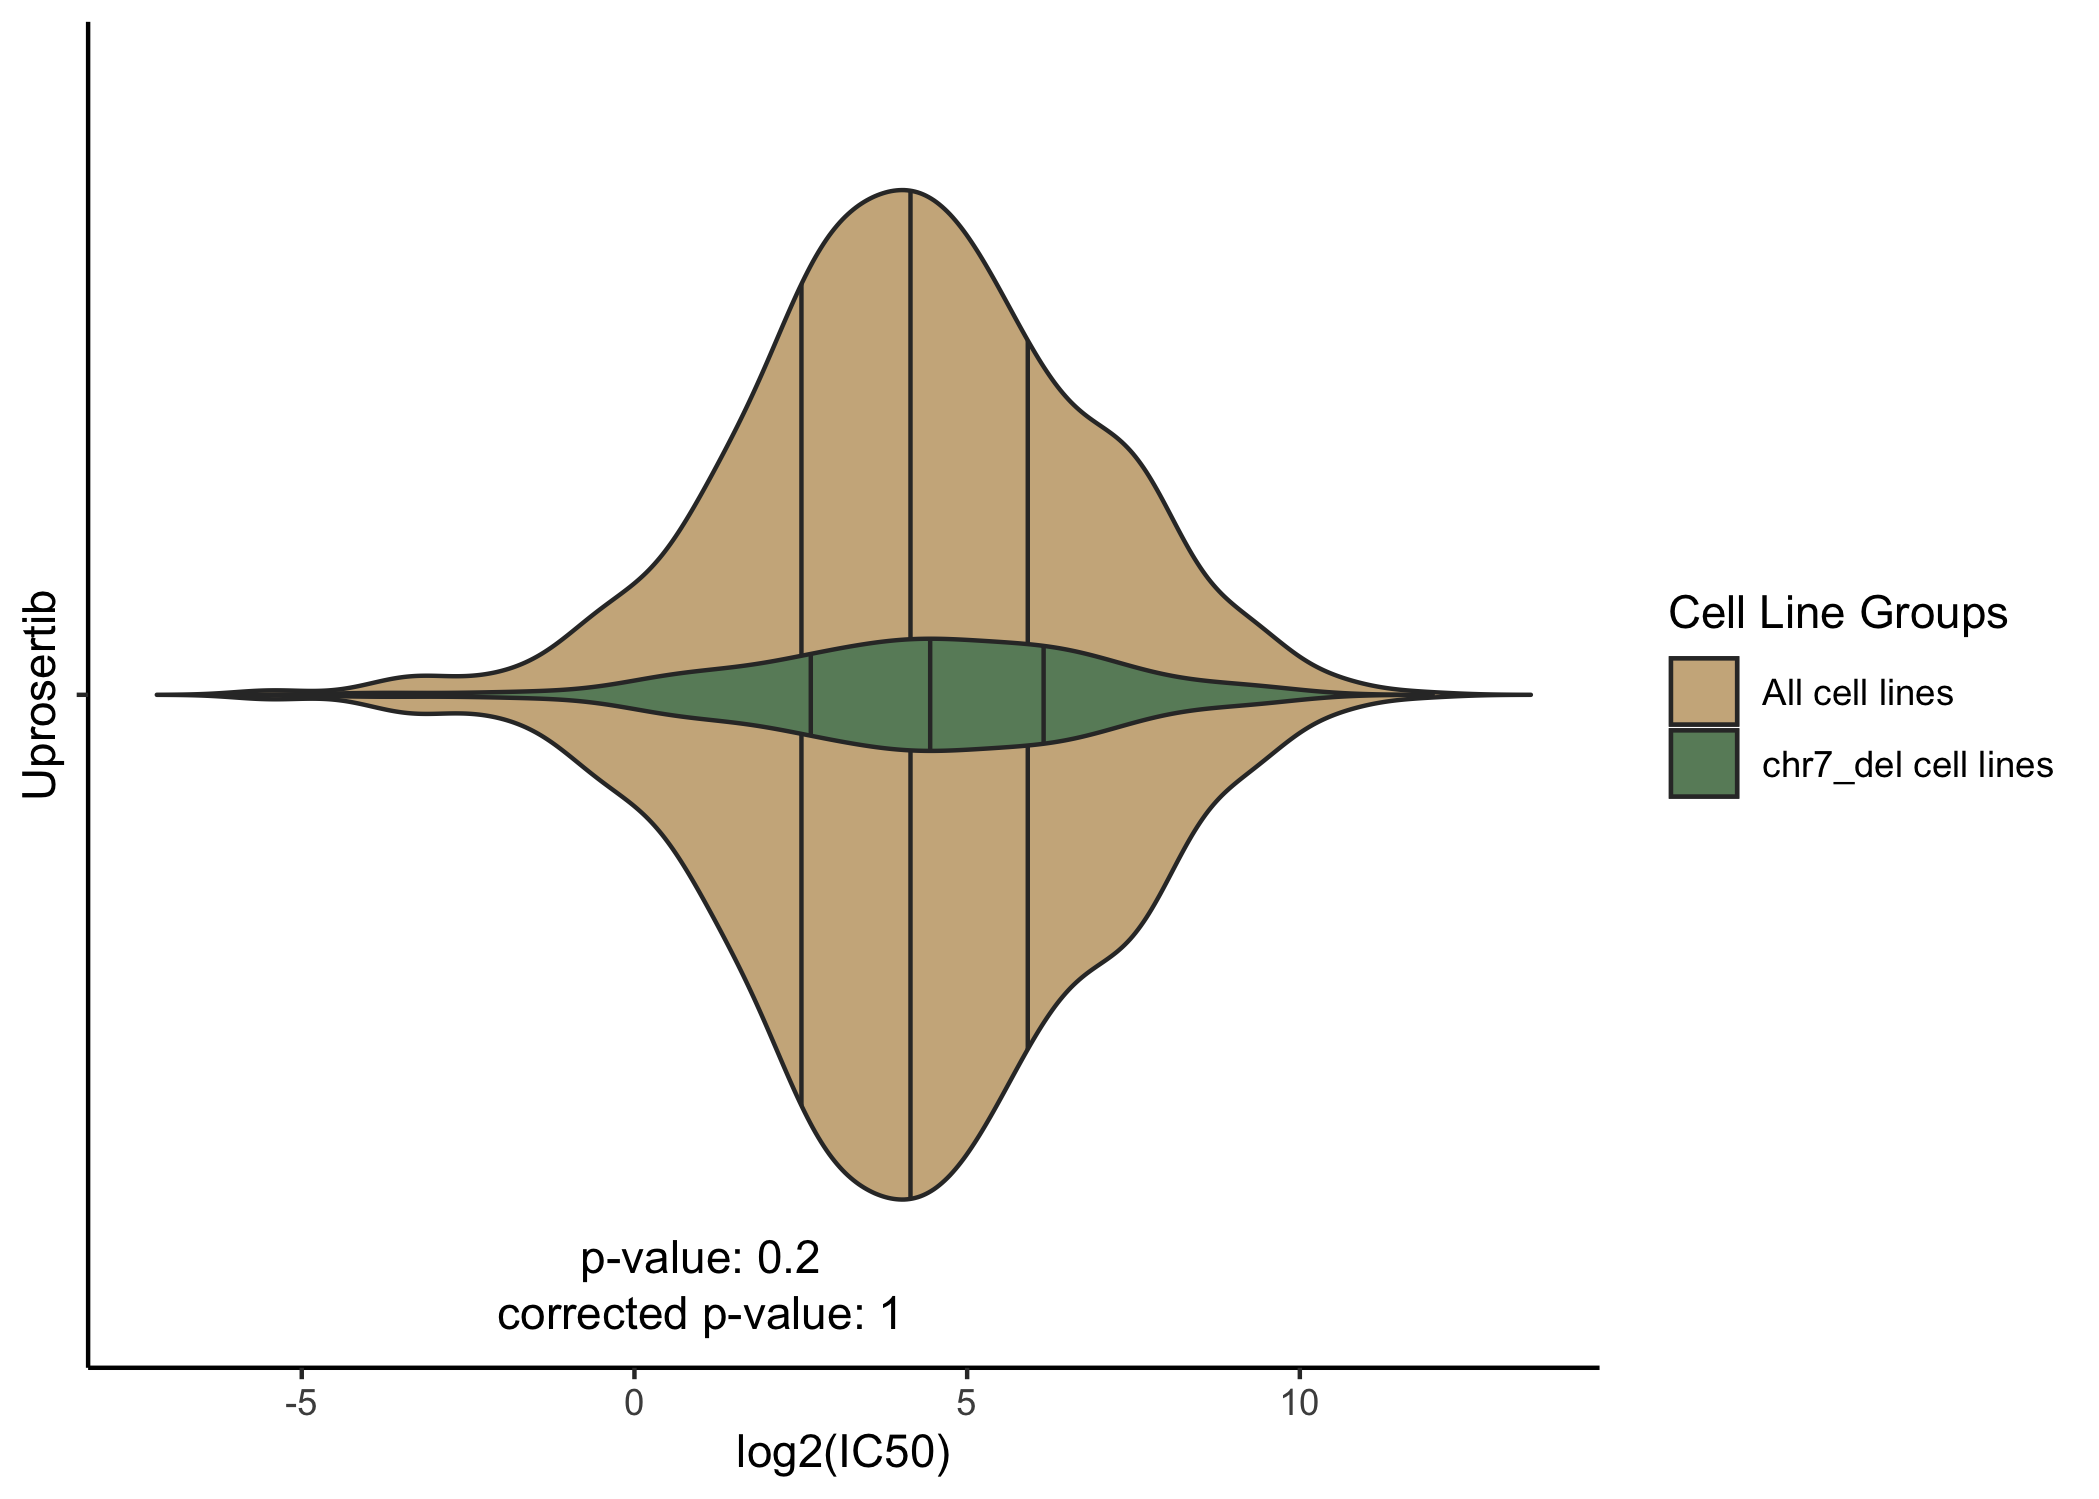 Uprosertib
p-value: 0.2
corrected p-value: 1
-5 0 5 10
log2(IC50)
Cell Line Groups
All cell lines
chr7_del cell lines